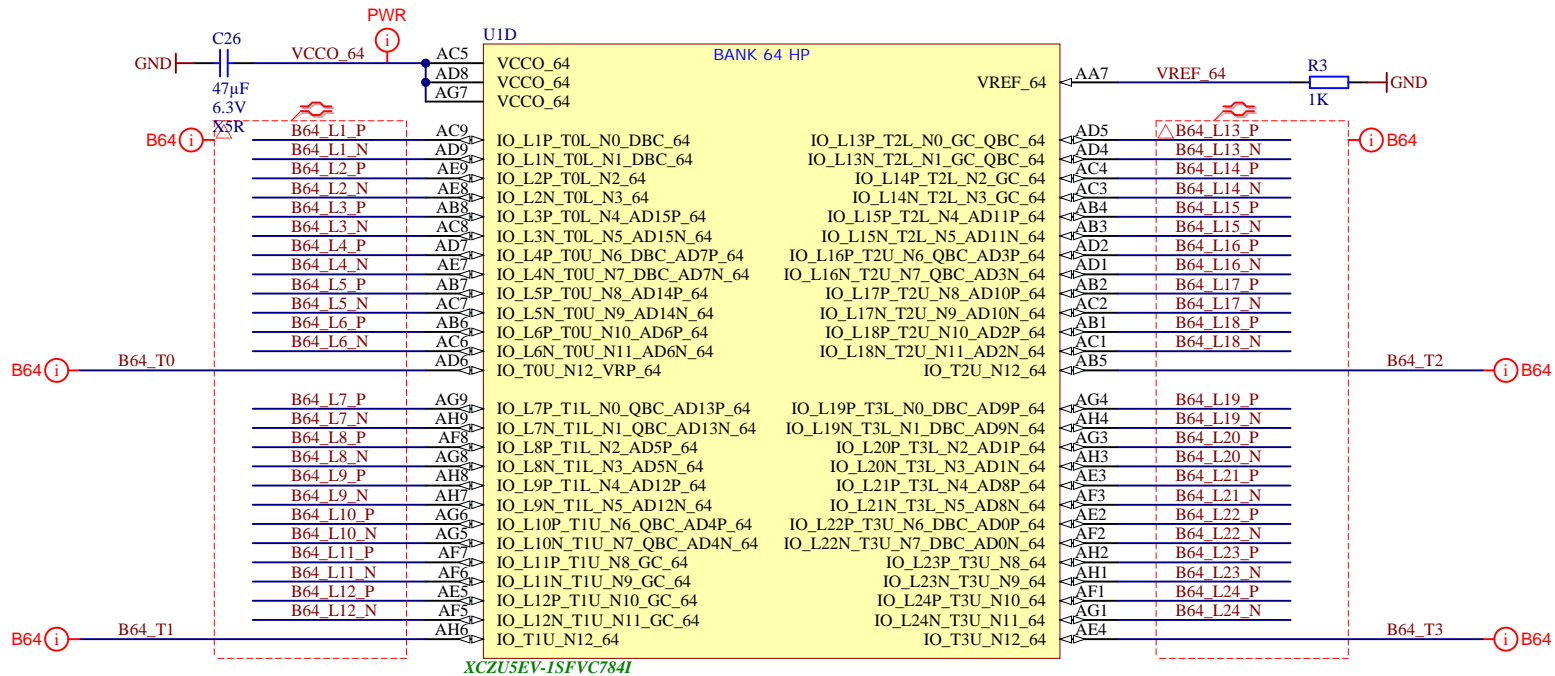 PWR
U1D
C26
GND
VCCO_64
47µF
6.3V
X5R
BANK 64 HP
AC5 VCCO_64
AD8 VCCO_64
AG7 VCCO_64
VREF_64 AA7 VREF_64
R3
1K
GND
B64 i
B64_L1_P AC9 IO_L1P_T0L_N0_DBC_64
B64_L1_N AD9 IO_L1N_T0L_N1_DBC_64
B64_L2_P AE9 IO_L2P_T0L_N2_64
B64_L2_N AE8 IO_L2N_T0L_N3_64
B64_L3_P AB8 IO_L3P_T0L_N4_AD15P_64
B64_L3_N AC8 IO_L3N_T0L_N5_AD15N_64
B64_L4_P AD7 IO_L4P_T0U_N6_DBC_AD7P_64
B64_L4_N AE7 IO_L4N_T0U_N7_DBC_AD7N_64
B64_L5_P AB7 IO_L5P_T0U_N8_AD14P_64
B64_L5_N AC7 IO_L5N_T0U_N9_AD14N_64
B64_L6_P AB6 IO_L6P_T0U_N10_AD6P_64
B64_L6_N AC6 IO_L6N_T0U_N11_AD6N_64
B64 i B64_T0 AD6 IO_T0U_N12_VRP_64
B64_L7_P AG9 IO_L7P_T1L_N0_QBC_AD13P_64
B64_L7_N AH9 IO_L7N_T1L_N1_QBC_AD13N_64
B64_L8_P AF8 IO_L8P_T1L_N2_AD5P_64
B64_L8_N AG8 IO_L8N_T1L_N3_AD5N_64
B64_L9_P AH8 IO_L9P_T1L_N4_AD12P_64
B64_L9_N AH7 IO_L9N_T1L_N5_AD12N_64
B64_L10_P AG6 IO_L10P_T1U_N6_QBC_AD4P_64
B64_L10_N AG5 IO_L10N_T1U_N7_QBC_AD4N_64
B64_L11_P AF7 IO_L11P_T1U_N8_GC_64
B64_L11_N AF6 IO_L11N_T1U_N9_GC_64
B64_L12_P AE5 IO_L12P_T1U_N10_GC_64
B64_L12_N AF5 IO_L12N_T1U_N11_GC_64
B64 i B64_T1 AH6 IO_T1U_N12_64
IO_L13P_T2L_N0_GC_QBC_64 AD5 B64_L13_P i B64
IO_L13N_T2L_N1_GC_QBC_64 AD4 B64_L13_N
IO_L14P_T2L_N2_GC_64 AC4 B64_L14_P
IO_L14N_T2L_N3_GC_64 AC3 B64_L14_N
IO_L15P_T2L_N4_AD11P_64 AB4 B64_L15_P
IO_L15N_T2L_N5_AD11N_64 AB3 B64_L15_N
IO_L16P_T2U_N6_QBC_AD3P_64 AD2 B64_L16_P
IO_L16N_T2U_N7_QBC_AD3N_64 AD1 B64_L16_N
IO_L17P_T2U_N8_AD10P_64 AB2 B64_L17_P
IO_L17N_T2U_N9_AD10N_64 AC2 B64_L17_N
IO_L18P_T2U_N10_AD2P_64 AB1 B64_L18_P
IO_L18N_T2U_N11_AD2N_64 AC1 B64_L18_N
IO_T2U_N12_64 AB5 B64_T2 i B64
IO_L19P_T3L_N0_DBC_AD9P_64 AG4 B64_L19_P
IO_L19N_T3L_N1_DBC_AD9N_64 AH4 B64_L19_N
IO_L20P_T3L_N2_AD1P_64 AG3 B64_L20_P
IO_L20N_T3L_N3_AD1N_64 AH3 B64_L20_N
IO_L21P_T3L_N4_AD8P_64 AE3 B64_L21_P
IO_L21N_T3L_N5_AD8N_64 AF3 B64_L21_N
IO_L22P_T3U_N6_DBC_AD0P_64 AE2 B64_L22_P
IO_L22N_T3U_N7_DBC_AD0N_64 AF2 B64_L22_N
IO_L23P_T3U_N8_64 AH2 B64_L23_P
IO_L23N_T3U_N9_64 AH1 B64_L23_N
IO_L24P_T3U_N10_64 AF1 B64_L24_P
IO_L24N_T3U_N11_64 AG1 B64_L24_N
IO_T3U_N12_64 AE4 B64_T3 i B64
XCZU5EV-1SFVC784I